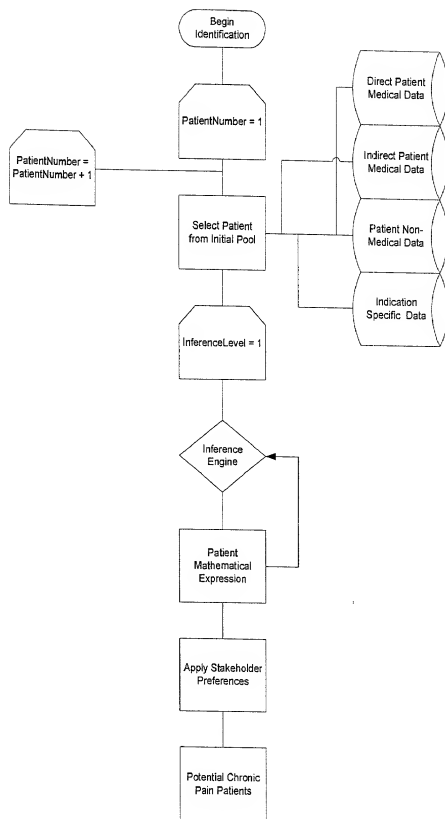 Begin
Identification
PatientNumber = 1
PatientNumber =
PatientNumber + 1
Select Patient
from Initial Pool
Direct Patient
Medical Data
Indirect Patient
Medical Data
Patient Non-
Medical Data
Indication
Specific Data
InferenceLevel = 1
Inference
Engine
Patient
Mathematical
Expression
Apply Stakeholder
Preferences
Potential Chronic
Pain Patients